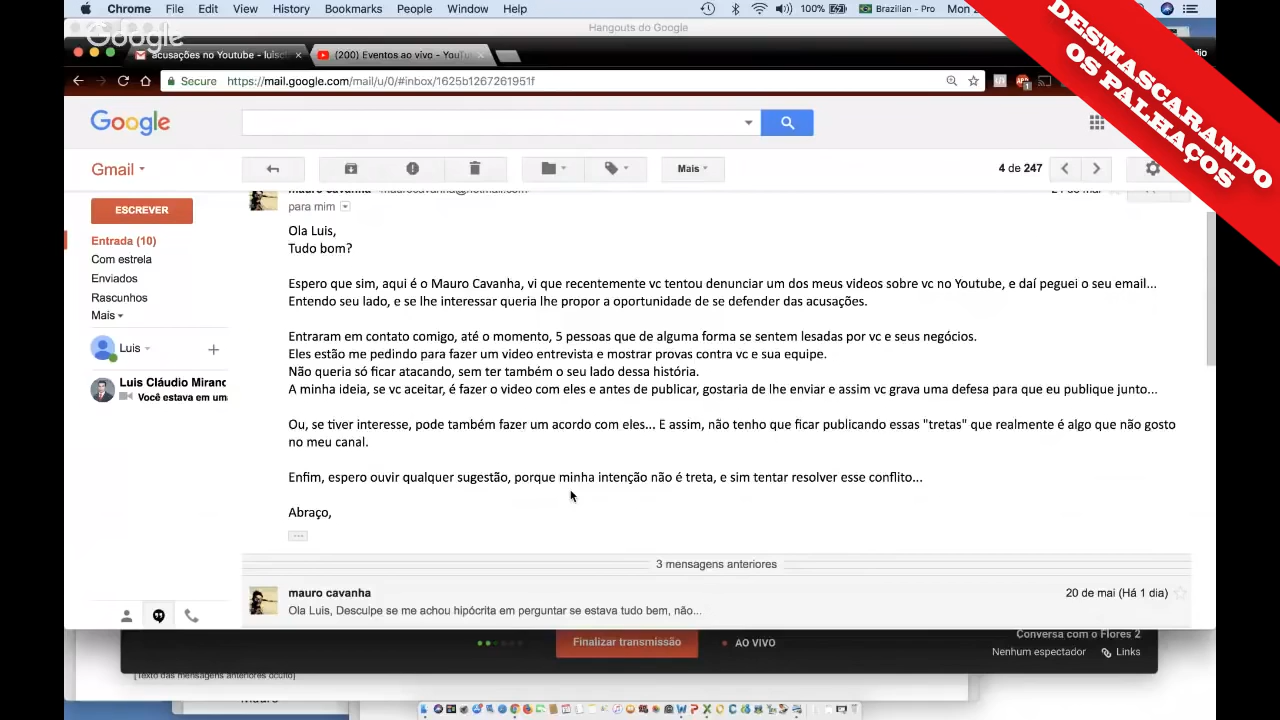 Chrome File Edit View History Bookmarks People Window Help 100% Brazilian - Pro
DESMASCARANDO
OS PALHAÇOS
Google
Hangouts do Google
acusações no Youtube - luiscl
(200) Eventos ao vivo - YouTu
Secure https://mail.google.com/mail/u/0/#inbox/1625b1267261951f
Google
Gmail
Mais
4 de 247
ESCREVER
mauro cavanha
para mim
Entrada (10)
Com estrela
Enviados
Rascunhos
Mais
Luis
Luis Cláudio Miranc
Você estava em uma
Ola Luis,
Tudo bom?
Espero que sim, aqui é o Mauro Cavanha, vi que recentemente vc tentou denunciar um dos meus videos sobre vc no Youtube, e daí peguei o seu email...
Entendo seu lado, e se lhe interessar queria lhe propor a oportunidade de se defender das acusações.
Entraram em contato comigo, até o momento, 5 pessoas que de alguma forma se sentem lesadas por vc e seus negócios.
Eles estão me pedindo para fazer um video entrevista e mostrar provas contra vc e sua equipe.
Não queria só ficar atacando, sem ter também o seu lado dessa história.
A minha ideia, se vc aceitar, é fazer o video com eles e antes de publicar, gostaria de lhe enviar e assim vc grava uma defesa para que eu publique junto...
Ou, se tiver interesse, pode também fazer um acordo com eles... E assim, não tenho que ficar publicando essas "tretas" que realmente é algo que não gosto
no meu canal.
Enfim, espero ouvir qualquer sugestão, porque minha intenção não é treta, e sim tentar resolver esse conflito...
Abraço,
3 mensagens anteriores
mauro cavanha
20 de mai (Há 1 dia)
Ola Luis, Desculpe se me achou hipócrita em perguntar se estava tudo bem, não...
Finalizar transmissão
AO VIVO
Conversa com o Flores 2
Nenhum espectador
Links
[Texto das mensagens anteriores oculto]